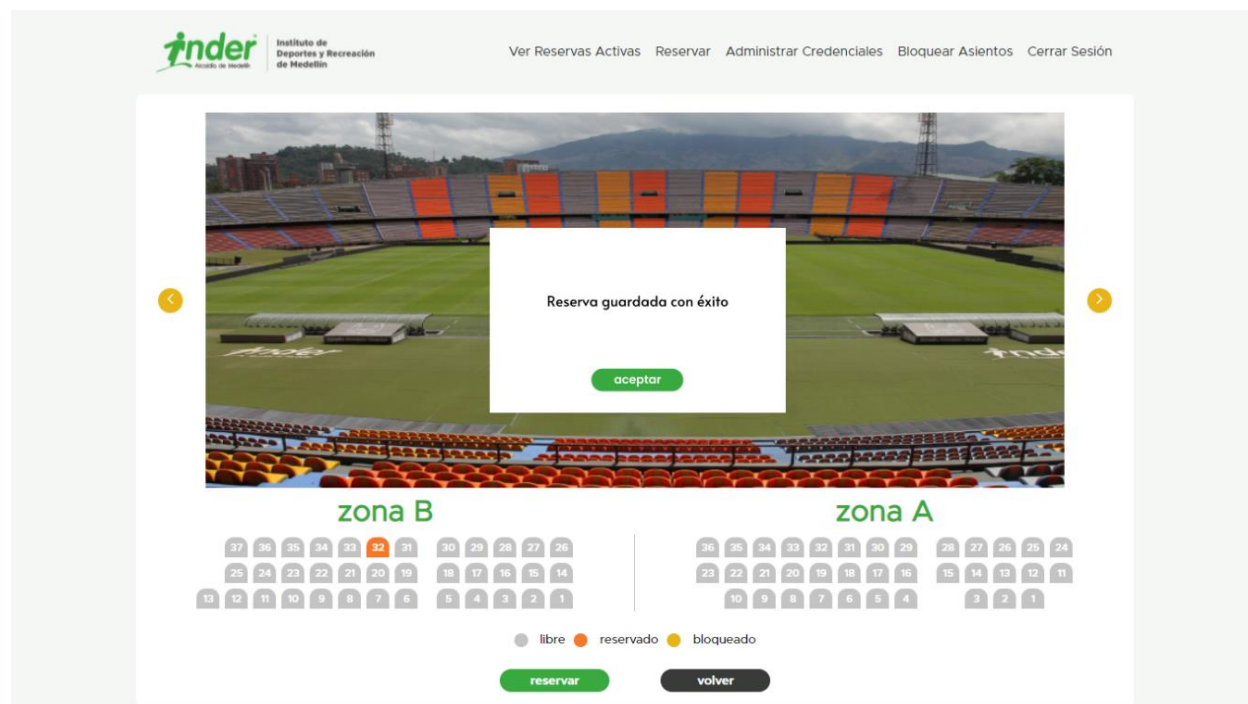 inder
Alcaldía de Medellín
Instituto de
Deportes y Recreación
de Medellín
Ver Reservas Activas Reservar Administrar Credenciales Bloquear Asientos Cerrar Sesión
Reserva guardada con éxito
aceptar
inder
zona B
37 36 35 34 33 32 31 30 29 28 27 26
25 24 23 22 21 20 19 18 17 16 15 14
13 12 11 10 9 8 7 6 5 4 3 2 1
zona A
36 35 34 33 32 31 30 29 28 27 26 25 24
23 22 21 20 19 18 17 16 15 14 13 12 11
10 9 8 7 6 5 4 3 2 1
libre reservado bloqueado
reservar volver